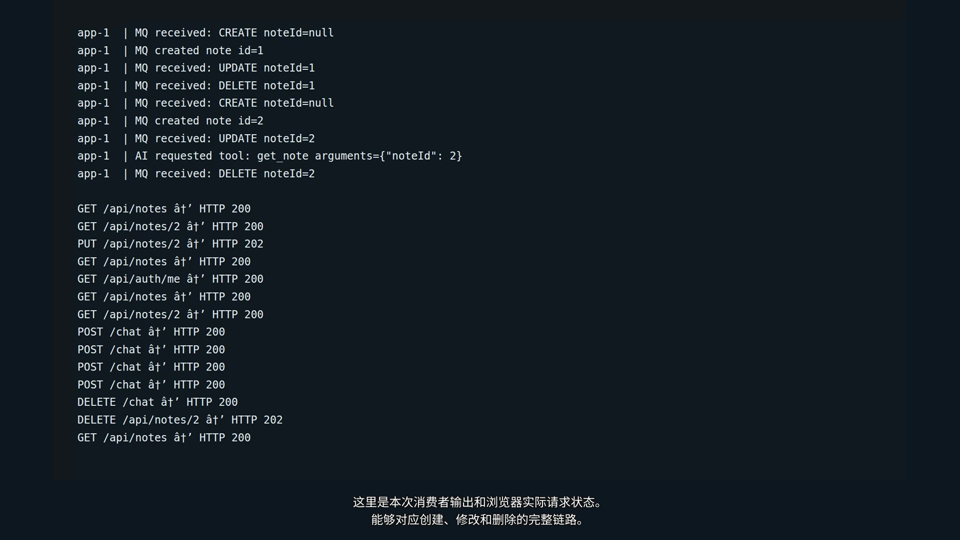 app-1  | MQ received: CREATE noteId=null
app-1  | MQ created note id=1
app-1  | MQ received: UPDATE noteId=1
app-1  | MQ received: DELETE noteId=1
app-1  | MQ received: CREATE noteId=null
app-1  | MQ created note id=2
app-1  | MQ received: UPDATE noteId=2
app-1  | AI requested tool: get_note arguments={"noteId": 2}
app-1  | MQ received: DELETE noteId=2
GET /api/notes â†’ HTTP 200
GET /api/notes/2 â†’ HTTP 200
PUT /api/notes/2 â†’ HTTP 202
GET /api/notes â†’ HTTP 200
GET /api/auth/me â†’ HTTP 200
GET /api/notes â†’ HTTP 200
GET /api/notes/2 â†’ HTTP 200
POST /chat â†’ HTTP 200
POST /chat â†’ HTTP 200
POST /chat â†’ HTTP 200
POST /chat â†’ HTTP 200
DELETE /chat â†’ HTTP 200
DELETE /api/notes/2 â†’ HTTP 202
GET /api/notes â†’ HTTP 200
这里是本次消费者输出和浏览器实际请求状态。
能够对应创建、修改和删除的完整链路。